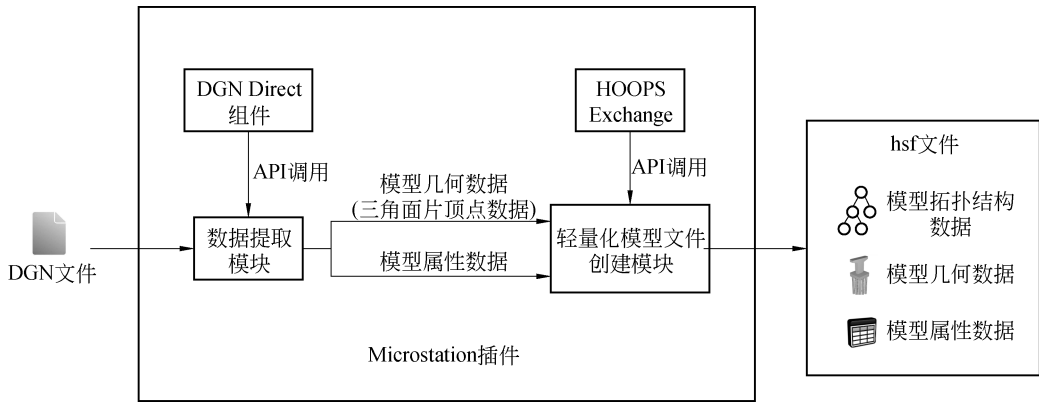 DGN文件
DGN Direct
组件
API调用
数据提取
模块
模型几何数据
(三角面片顶点数据)
模型属性数据
HOOPS
Exchange
API调用
轻量化模型文件
创建模块
Microstation插件
hsf文件
模型拓扑结构
数据
模型几何数据
模型属性数据